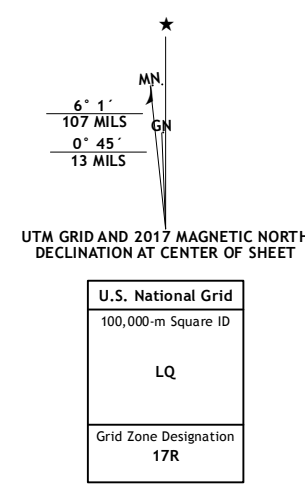 MN.
6° 1´
107 MILS
GN
0° 45´
13 MILS
UTM GRID AND 2017 MAGNETIC NORTH
DECLINATION AT CENTER OF SHEET
U.S. National Grid
100,000-m Square ID
LQ
Grid Zone Designation
17R